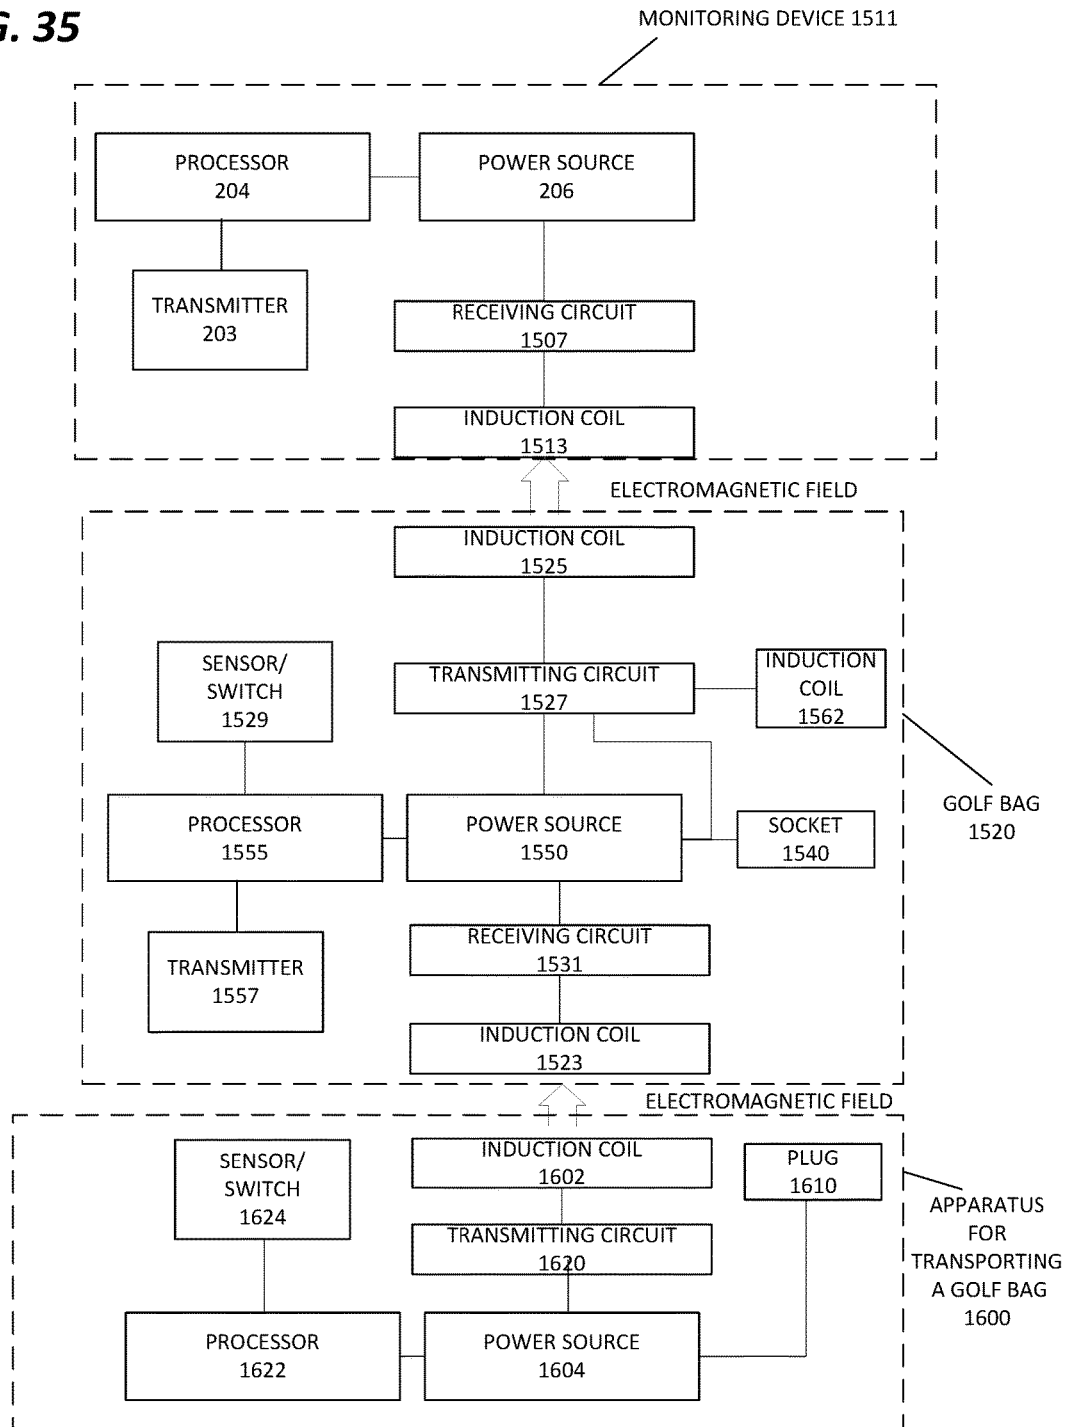 G. 35
MONITORING DEVICE 1511
PROCESSOR
204
POWER SOURCE
206
TRANSMITTER
203
RECEIVING CIRCUIT
1507
INDUCTION COIL
1513
ELECTROMAGNETIC FIELD
INDUCTION COIL
1525
SENSOR/
SWITCH
1529
TRANSMITTING CIRCUIT
1527
INDUCTION
COIL
1562
GOLF BAG
1520
PROCESSOR
1555
POWER SOURCE
1550
SOCKET
1540
TRANSMITTER
1557
RECEIVING CIRCUIT
1531
INDUCTION COIL
1523
ELECTROMAGNETIC FIELD
SENSOR/
SWITCH
1624
INDUCTION COIL
1602
PLUG
1610
TRANSMITTING CIRCUIT
1620
APPARATUS
FOR
TRANSPORTING
A GOLF BAG
1600
PROCESSOR
1622
POWER SOURCE
1604